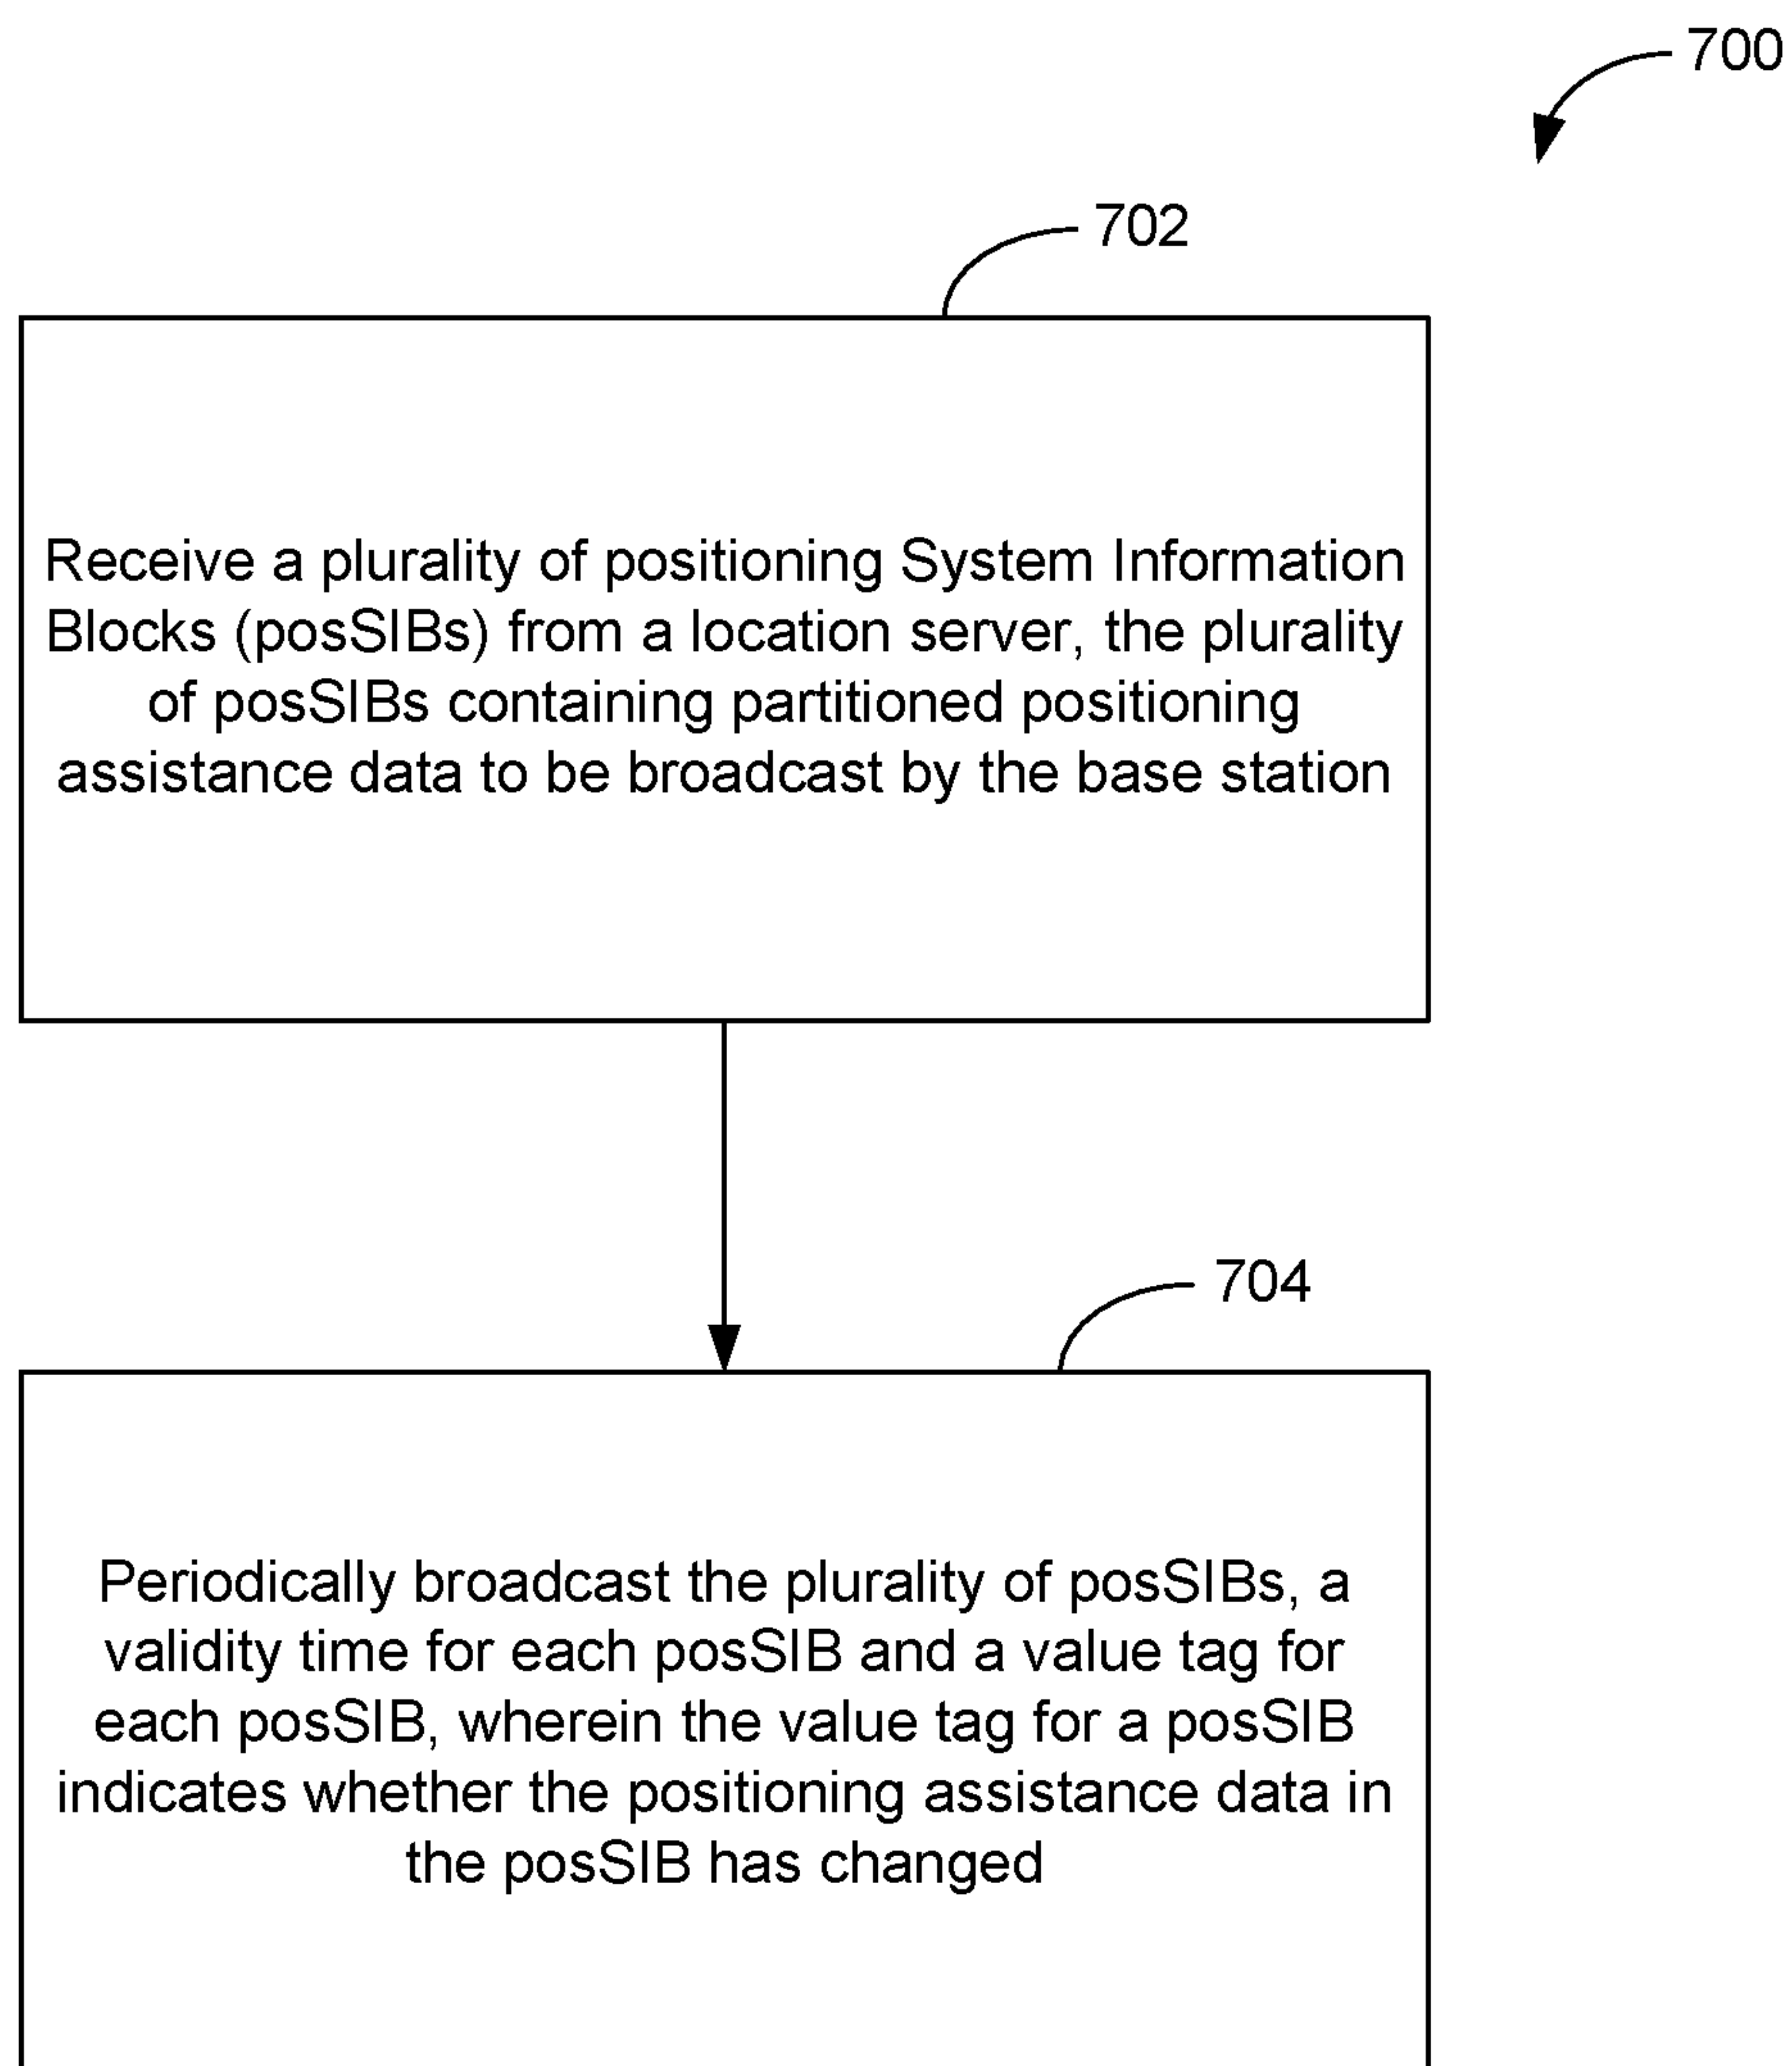 700
702
Receive a plurality of positioning System Information
Blocks (posSIBs) from a location server, the plurality
of posSIBs containing partitioned positioning
assistance data to be broadcast by the base station
704
Periodically broadcast the plurality of posSIBs, a
validity time for each posSIB and a value tag for
each posSIB, wherein the value tag for a posSIB
indicates whether the positioning assistance data in
the posSIB has changed